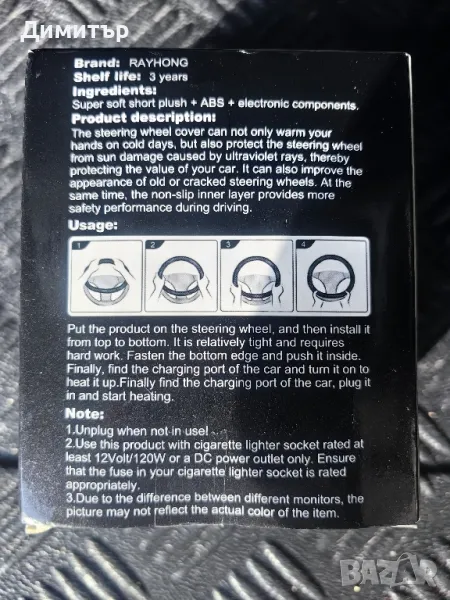 Димитър
Brand: RAYHONG
Shelf life: 3 years
Ingredients:
Super soft short plush + ABS + electronic components.
Product description:
The steering wheel cover can not only warm your
hands on cold days, but also protect the steering wheel
from sun damage caused by ultraviolet rays, thereby
protecting the value of your car. It can also improve the
appearance of old or cracked steering wheels. At the
same time, the non-slip inner layer provides more
safety performance during driving.
Usage:
1 2 3 4
Put the product on the steering wheel, and then install it
from top to bottom. It is relatively tight and requires
hard work. Fasten the bottom edge and push it inside.
Finally, find the charging port of the car and turn it on to
heat it up.Finally find the charging port of the car, plug it
in and start heating.
Note:
1.Unplug when not in use!
2.Use this product with cigarette lighter socket rated at
least 12Volt/120W or a DC power outlet only. Ensure
that the fuse in your cigarette lighter socket is rated
appropriately.
3.Due to the difference between different monitors, the
picture may not reflect the actual color of the item.
BAZAR